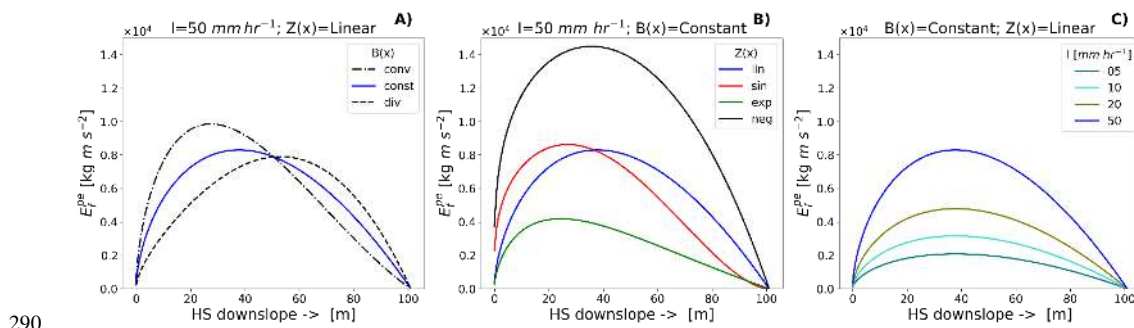 A)
I=50 mm hr⁻¹; Z(x)=Linear
×10⁴
B(x)
conv
const
div
1.4
1.2
1.0
0.8
0.6
0.4
0.2
0.0
E_f^{pe} [kg m s⁻²]
0 20 40 60 80 100
HS downslope -> [m]
B)
I=50 mm hr⁻¹; B(x)=Constant
×10⁴
Z(x)
lin
sin
exp
neg
1.4
1.2
1.0
0.8
0.6
0.4
0.2
0.0
E_f^{pe} [kg m s⁻²]
0 20 40 60 80 100
HS downslope -> [m]
C)
B(x)=Constant; Z(x)=Linear
×10⁴
I [mm hr⁻¹]
05
10
20
50
1.4
1.2
1.0
0.8
0.6
0.4
0.2
0.0
E_f^{pe} [kg m s⁻²]
0 20 40 60 80 100
HS downslope -> [m]
290